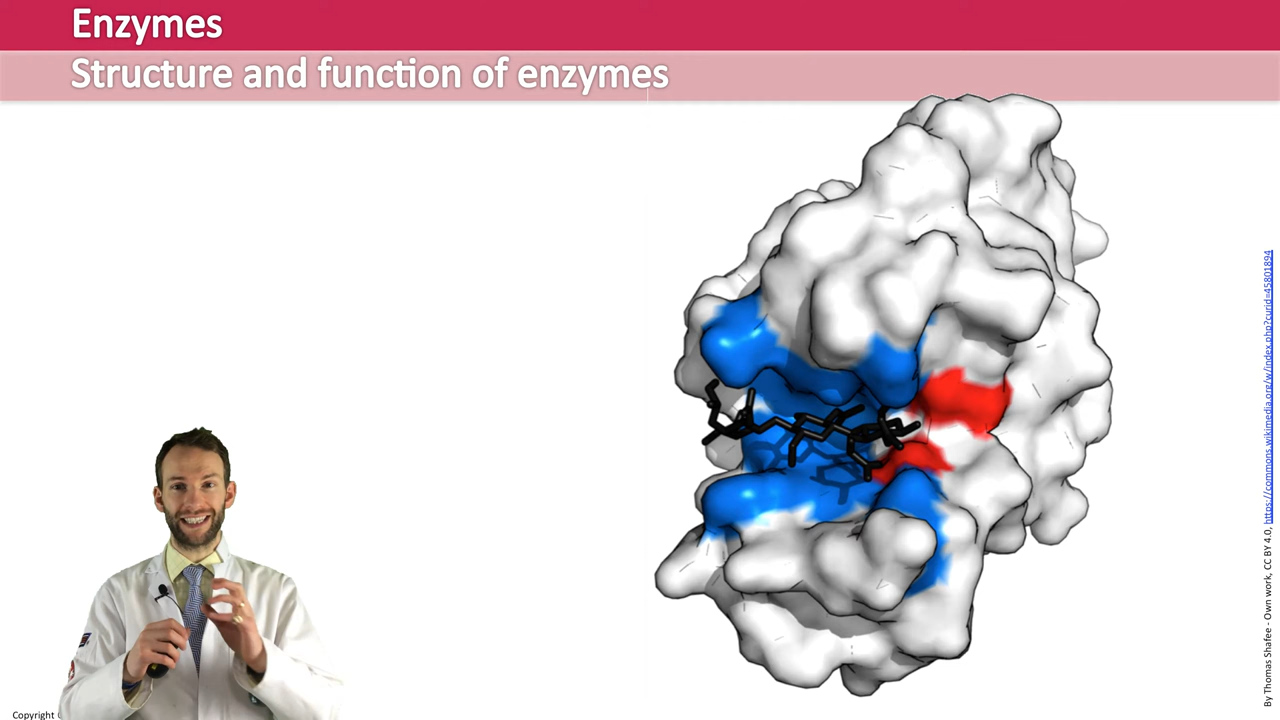 Enzymes
Structure and function of enzymes
By Thomas Shafee - Own work, CC BY 4.0, https://commons.wikimedia.org/w/index.php?curid=45801894
Copyright